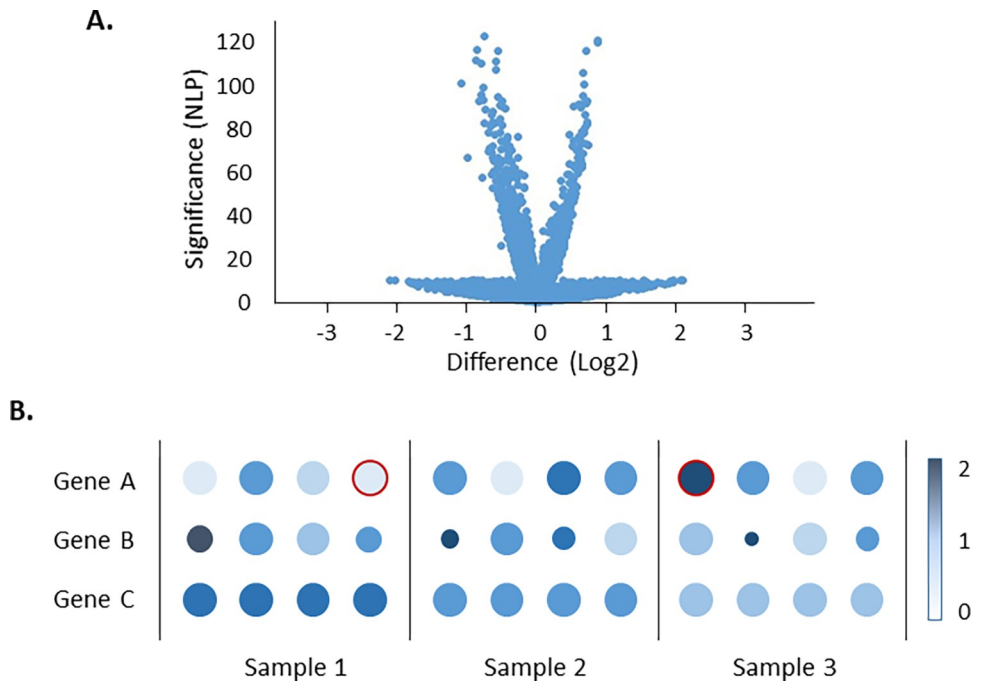 A.
Significance (NLP)
120
100
80
60
40
20
0
-3 -2 -1 0 1 2 3
Difference (Log2)
B.
Gene A
Gene B
Gene C
2
1
0
Sample 1 Sample 2 Sample 3